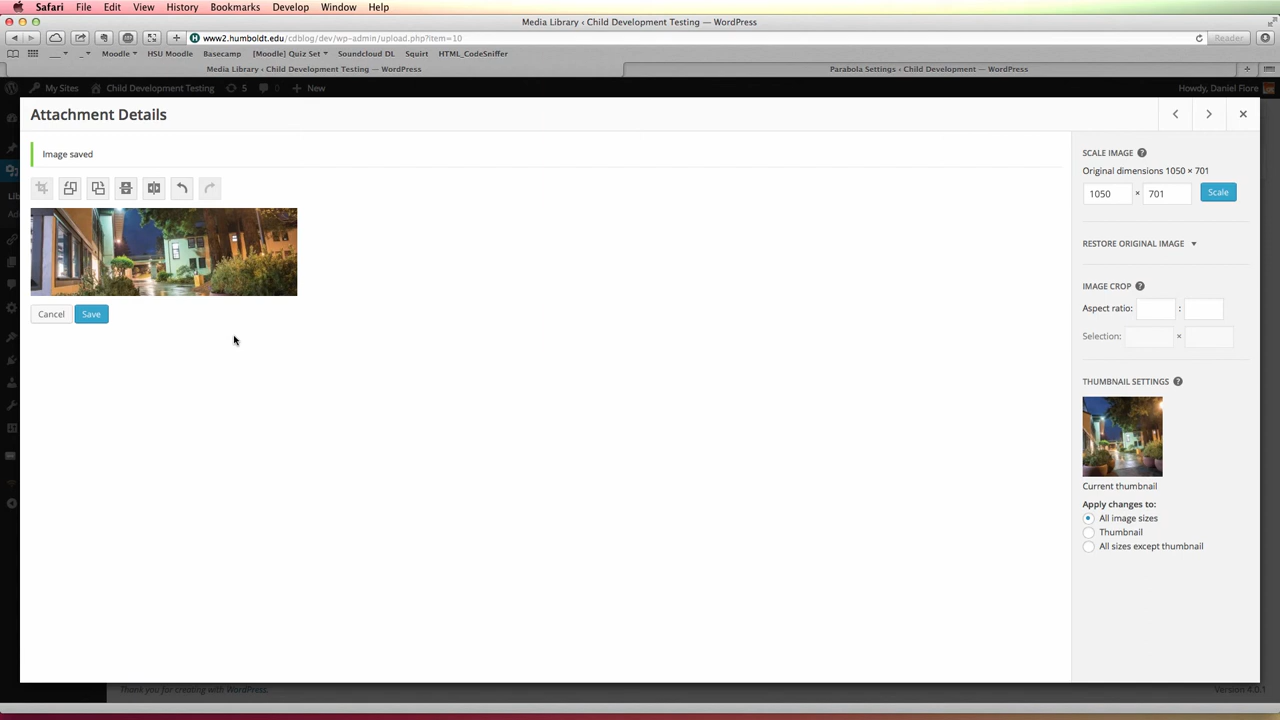 Safari File Edit View History Bookmarks Develop Window Help
Media Library ‹ Child Development Testing — WordPress
www2.humboldt.edu/cdblog/dev/wp-admin/upload.php?item=10
Reader
Moodle HSU Moodle Basecamp [Moodle] Quiz Set Soundcloud DL Squirt HTML_CodeSniffer
Media Library ‹ Child Development Testing — WordPress
Parabola Settings ‹ Child Development — WordPress
My Sites Child Development Testing 5 New
Howdy, Daniel Fiore
Attachment Details
Image saved
Cancel Save
SCALE IMAGE
Original dimensions 1050 × 701
1050 × 701 Scale
RESTORE ORIGINAL IMAGE
IMAGE CROP
Aspect ratio: :
Selection: ×
THUMBNAIL SETTINGS
Current thumbnail
Apply changes to:
All image sizes
Thumbnail
All sizes except thumbnail
Thank you for creating with WordPress.
Version 4.0.1